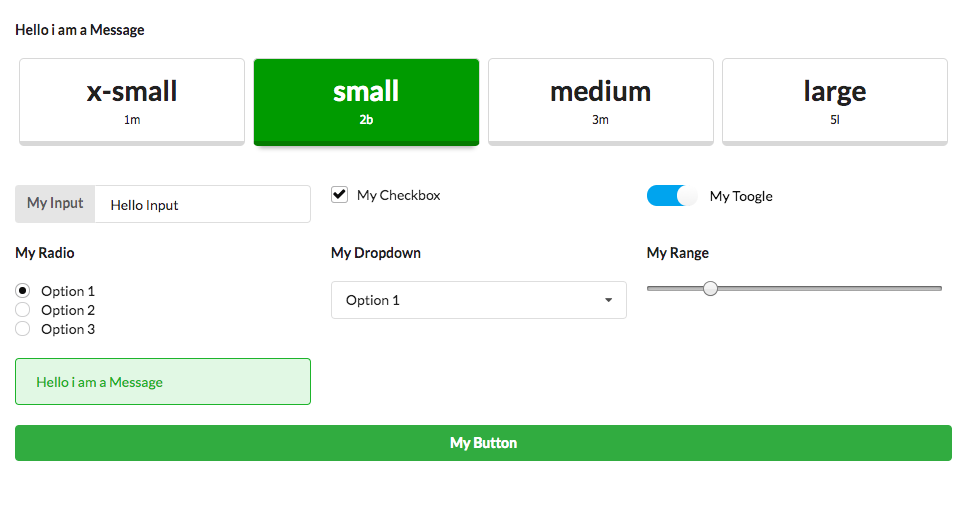 Hello i am a Message
x-small
1m
small
2b
medium
3m
large
5l
My Input
Hello Input
My Checkbox
My Toogle
My Radio
Option 1
Option 2
Option 3
My Dropdown
Option 1
My Range
Hello i am a Message
My Button